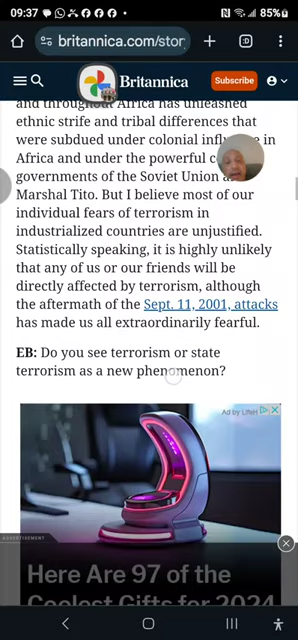 09:37
85%
britannica.com/stor
Britannica
Subscribe
and throughout Africa has unleashed
ethnic strife and tribal differences that
were subdued under colonial in in
Africa and under the powerful
governments of the Soviet Union
Marshal Tito. But I believe most of our
individual fears of terrorism in
industrialized countries are unjustified.
Statistically speaking, it is highly unlikely
that any of us or our friends will be
directly affected by terrorism, although
the aftermath of the Sept. 11, 2001, attacks
has made us all extraordinarily fearful.
EB: Do you see terrorism or state
terrorism as a new phenomenon?
Ad by LifeH
ADVERTISEMENT
Here Are 97 of the
Coolest Gifts for 2024